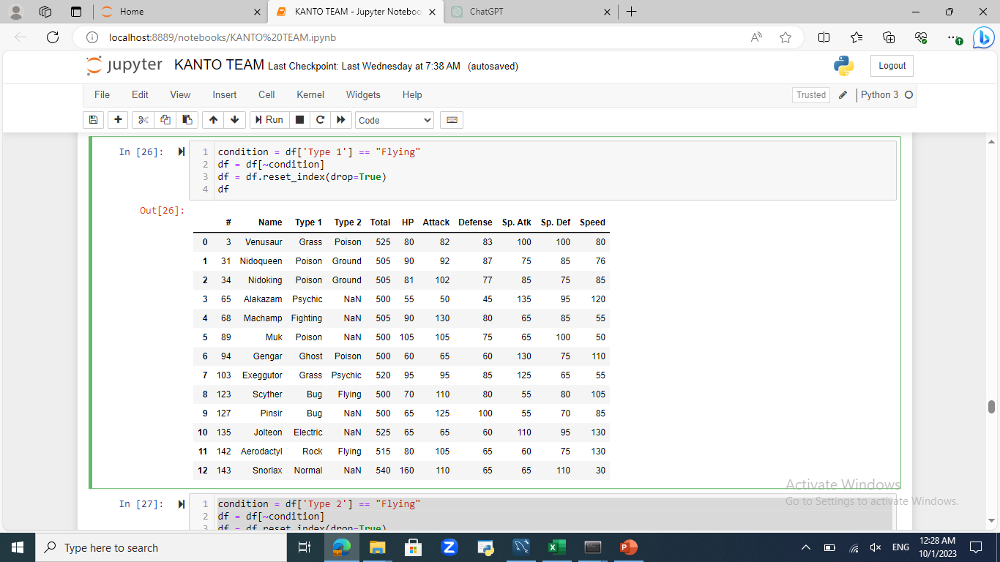 Home
KANTO TEAM - Jupyter Noteboo
ChatGPT
localhost:8889/notebooks/KANTO%20TEAM.ipynb
jupyter KANTO TEAM Last Checkpoint: Last Wednesday at 7:38 AM (autosaved)
Logout
File Edit View Insert Cell Kernel Widgets Help
Trusted Python 3
Run Code
In [26]:
1 condition = df['Type 1'] == "Flying"
2 df = df[~condition]
3 df = df.reset_index(drop=True)
4 df
Out[26]:
# Name Type 1 Type 2 Total HP Attack Defense Sp. Atk Sp. Def Speed
0 3 Venusaur Grass Poison 525 80 82 83 100 100 80
1 31 Nidoqueen Poison Ground 505 90 92 87 75 85 76
2 34 Nidoking Poison Ground 505 81 102 77 85 75 85
3 65 Alakazam Psychic NaN 500 55 50 45 135 95 120
4 68 Machamp Fighting NaN 505 90 130 80 65 85 55
5 89 Muk Poison NaN 500 105 105 75 65 100 50
6 94 Gengar Ghost Poison 500 60 65 60 130 75 110
7 103 Exeggutor Grass Psychic 520 95 95 85 125 65 55
8 123 Scyther Bug Flying 500 70 110 80 55 80 105
9 127 Pinsir Bug NaN 500 65 125 100 55 70 85
10 135 Jolteon Electric NaN 525 65 65 60 110 95 130
11 142 Aerodactyl Rock Flying 515 80 105 65 60 75 130
12 143 Snorlax Normal NaN 540 160 110 65 65 110 30
Activate Windows
Go to Settings to activate Windows.
In [27]:
1 condition = df['Type 2'] == "Flying"
2 df = df[~condition]
3 df = df.reset_index(drop=True)
Type here to search
ENG
12:28 AM
10/1/2023